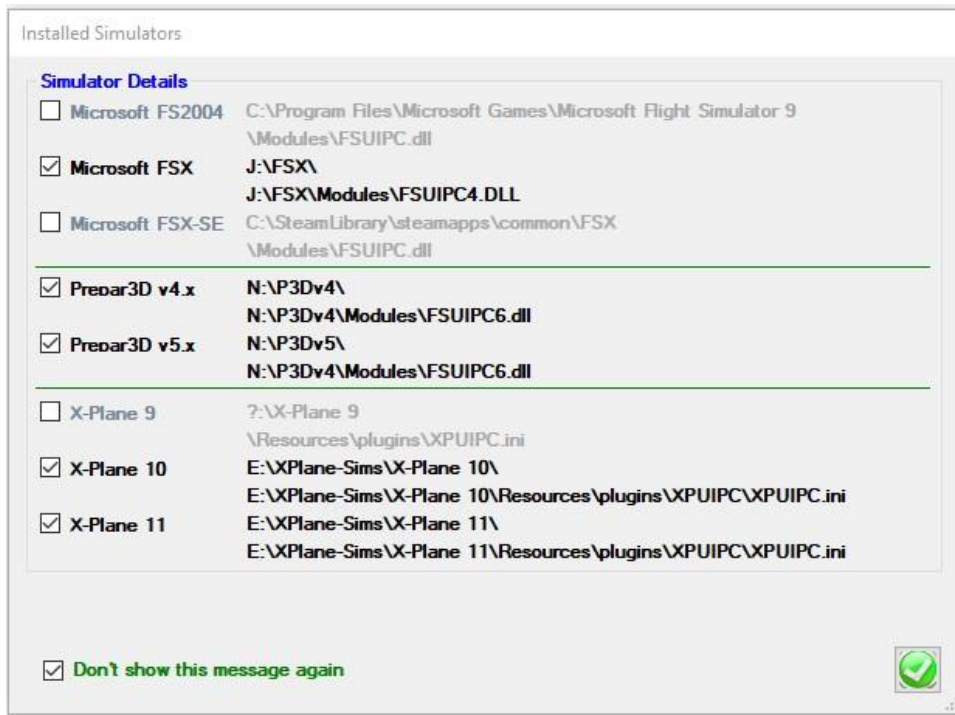 Installed Simulators
Simulator Details
Microsoft FS2004 C:\Program Files\Microsoft Games\Microsoft Flight Simulator 9
\Modules\FSUIPC.dll
Microsoft FSX J:\FSX\
J:\FSX\Modules\FSUIPC4.DLL
Microsoft FSX-SE C:\SteamLibrary\steamapps\common\FSX
\Modules\FSUIPC.dll
Prepar3D v4.x N:\P3Dv4\
N:\P3Dv4\Modules\FSUIPC6.dll
Prepar3D v5.x N:\P3Dv5\
N:\P3Dv4\Modules\FSUIPC6.dll
X-Plane 9 ?:\X-Plane 9
\Resources\plugins\XPUIPC.ini
X-Plane 10 E:\XPlane-Sims\X-Plane 10\
E:\XPlane-Sims\X-Plane 10\Resources\plugins\XPUIPC\XPUIPC.ini
X-Plane 11 E:\XPlane-Sims\X-Plane 11\
E:\XPlane-Sims\X-Plane 11\Resources\plugins\XPUIPC\XPUIPC.ini
Don't show this message again